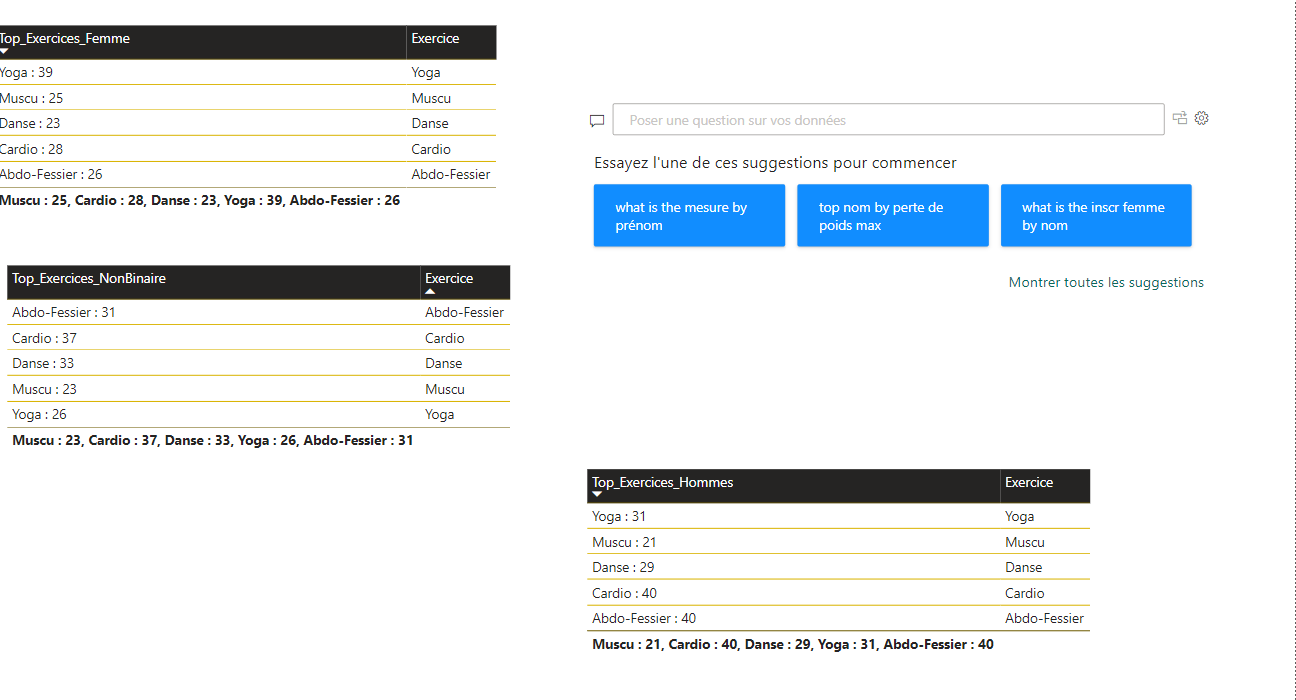 Top_Exercices_Femme Exercice
Yoga : 39 Yoga
Muscu : 25 Muscu
Danse : 23 Danse
Cardio : 28 Cardio
Abdo-Fessier : 26 Abdo-Fessier
Muscu : 25, Cardio : 28, Danse : 23, Yoga : 39, Abdo-Fessier : 26
Poser une question sur vos données
Essayez l'une de ces suggestions pour commencer
what is the mesure by
prénom
top nom by perte de
poids max
what is the inscr femme
by nom
Montrer toutes les suggestions
Top_Exercices_NonBinaire Exercice
Abdo-Fessier : 31 Abdo-Fessier
Cardio : 37 Cardio
Danse : 33 Danse
Muscu : 23 Muscu
Yoga : 26 Yoga
Muscu : 23, Cardio : 37, Danse : 33, Yoga : 26, Abdo-Fessier : 31
Top_Exercices_Hommes Exercice
Yoga : 31 Yoga
Muscu : 21 Muscu
Danse : 29 Danse
Cardio : 40 Cardio
Abdo-Fessier : 40 Abdo-Fessier
Muscu : 21, Cardio : 40, Danse : 29, Yoga : 31, Abdo-Fessier : 40